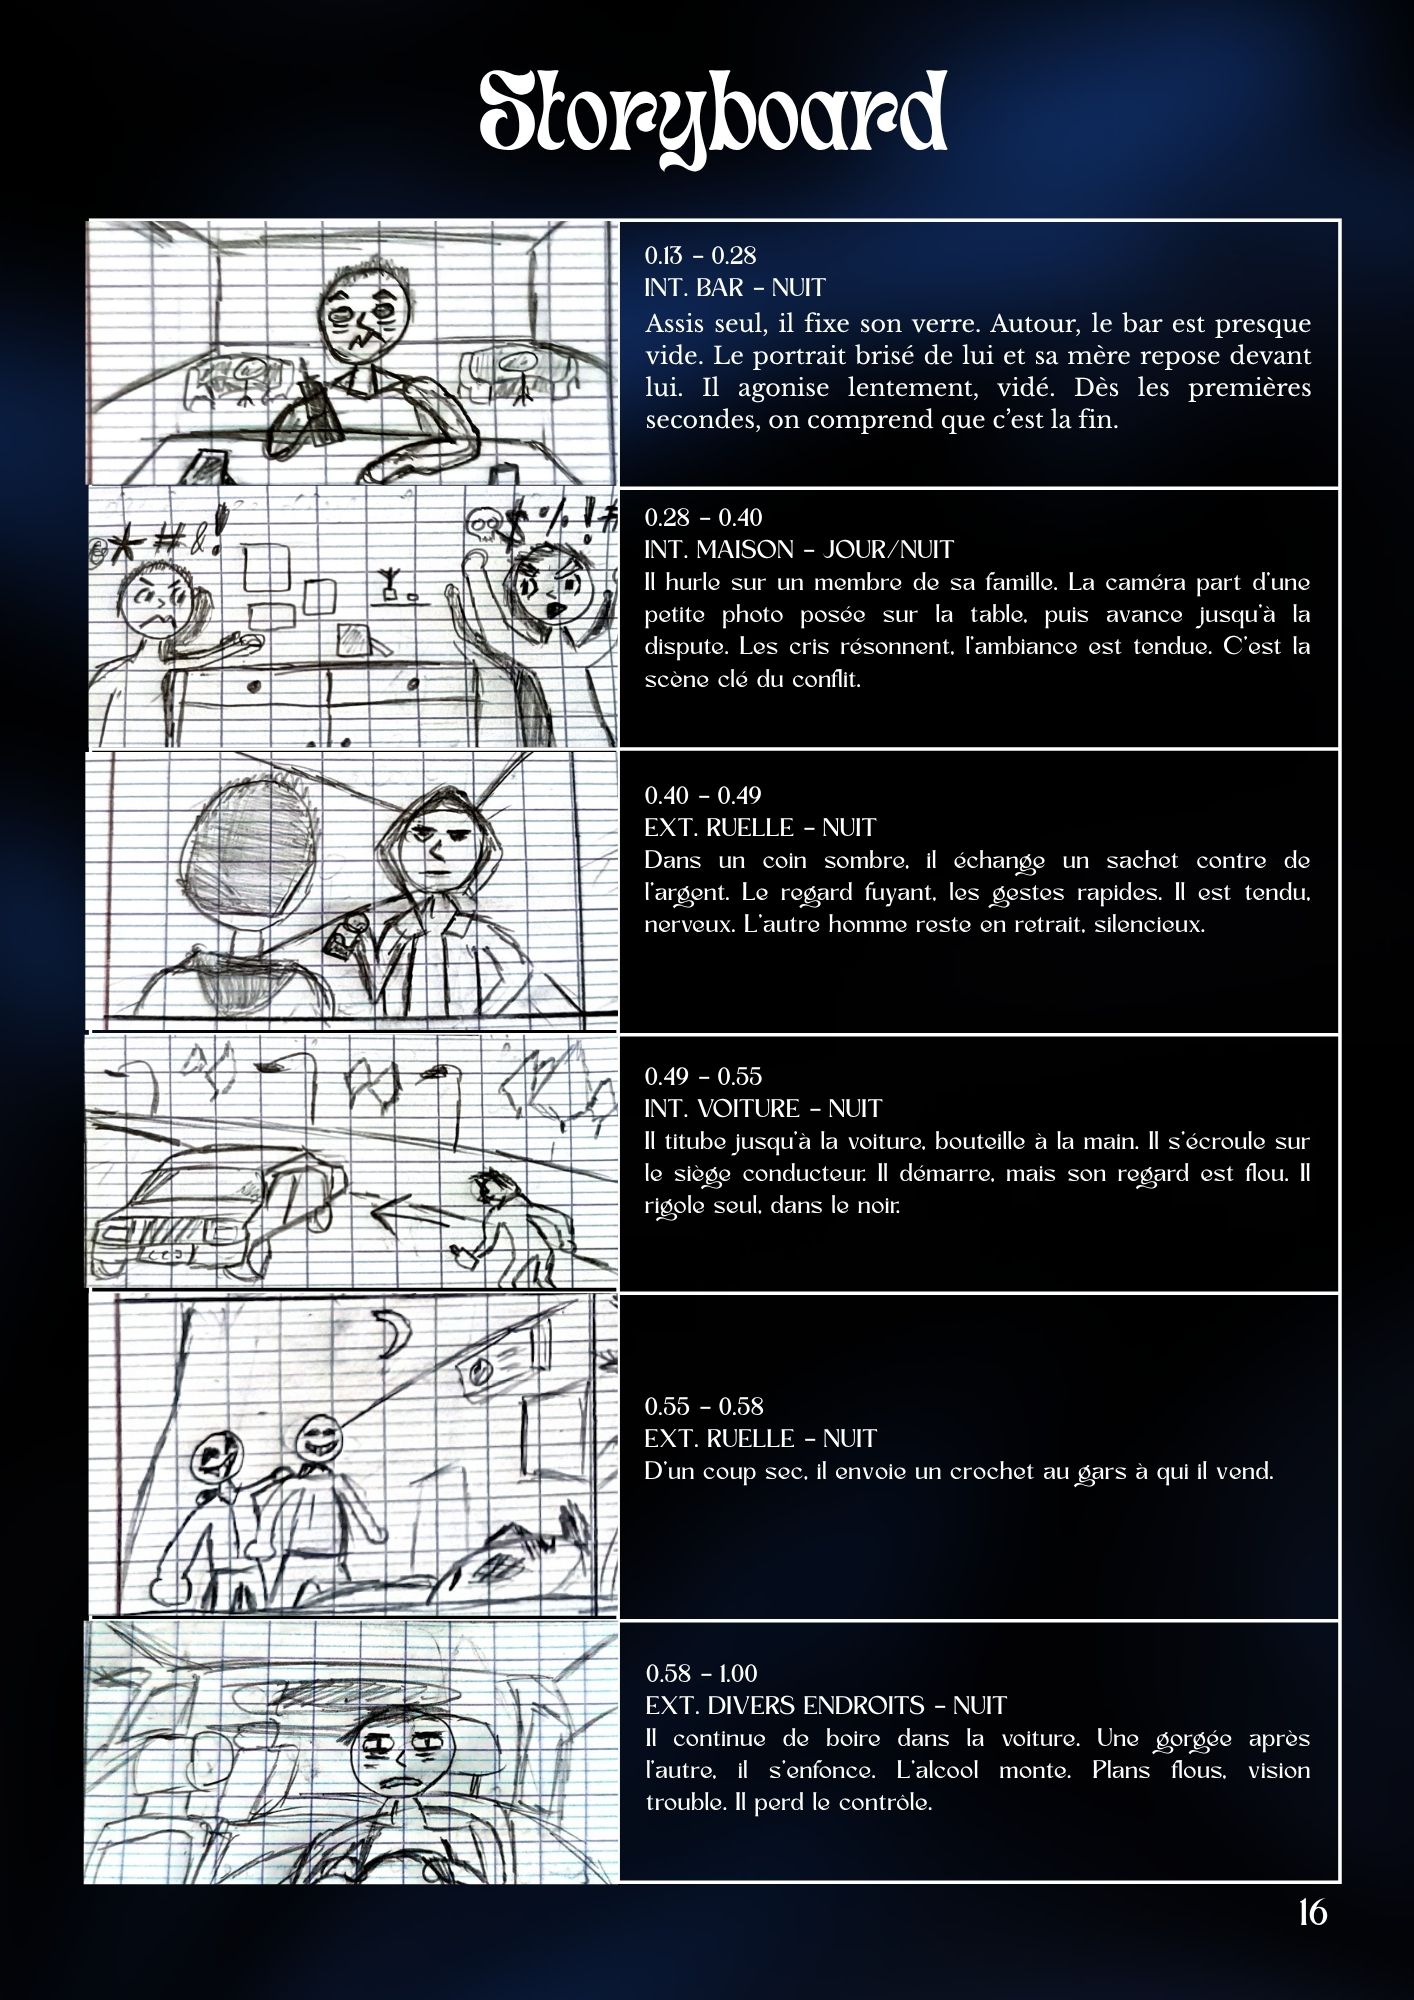 Storyboard
0.13 - 0.28
INT. BAR - NUIT
Assis seul, il fixe son verre. Autour, le bar est presque
vide. Le portrait brisé de lui et sa mère repose devant
lui. Il agonise lentement, vidé. Dès les premières
secondes, on comprend que c’est la fin.
*#&!
$%!#
0.28 - 0.40
INT. MAISON - JOUR/NUIT
Il hurle sur un membre de sa famille. La caméra part d’une
petite photo posée sur la table, puis avance jusqu’à la
dispute. Les cris résonnent, l’ambiance est tendue. C’est la
scène clé du conflit.
0.40 - 0.49
EXT. RUELLE - NUIT
Dans un coin sombre, il échange un sachet contre de
l’argent. Le regard fuyant, les gestes rapides. Il est tendu,
nerveux. L’autre homme reste en retrait, silencieux.
0.49 - 0.55
INT. VOITURE - NUIT
Il titube jusqu’à la voiture, bouteille à la main. Il s’écroule sur
le siège conducteur. Il démarre, mais son regard est flou. Il
rigole seul, dans le noir.
0.55 - 0.58
EXT. RUELLE - NUIT
D’un coup sec, il envoie un crochet au gars à qui il vend.
0.58 - 1.00
EXT. DIVERS ENDROITS - NUIT
Il continue de boire dans la voiture. Une gorgée après
l’autre, il s’enfonce. L’alcool monte. Plans flous, vision
trouble. Il perd le contrôle.
16